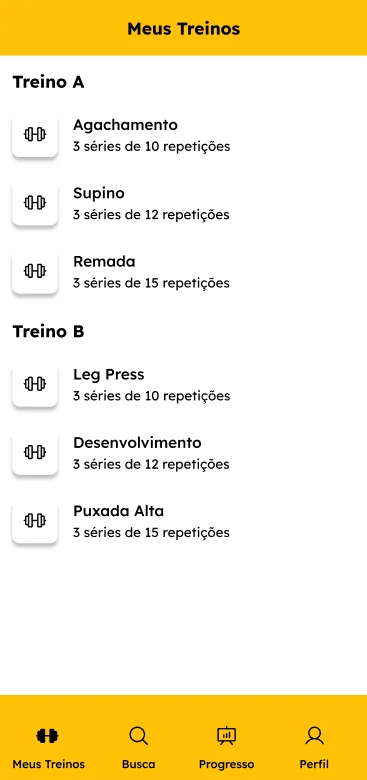 Meus Treinos
Treino A
Agachamento
3 séries de 10 repetições
Supino
3 séries de 12 repetições
Remada
3 séries de 15 repetições
Treino B
Leg Press
3 séries de 10 repetições
Desenvolvimento
3 séries de 12 repetições
Puxada Alta
3 séries de 15 repetições
Meus Treinos
Busca
Progresso
Perfil